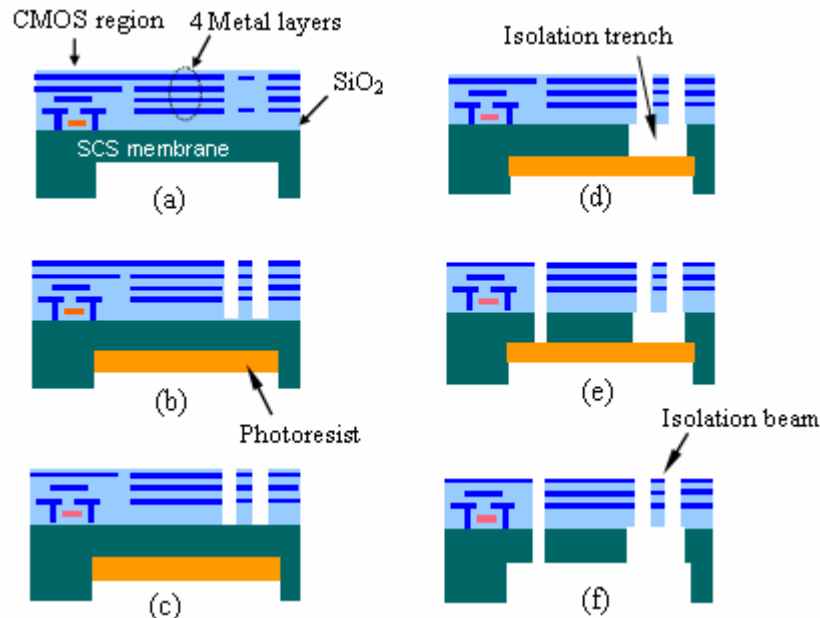 CMOS region
4 Metal layers
SiO₂
SCS membrane
(a)
(b)
Photoresist
(c)
Isolation trench
(d)
(e)
Isolation beam
(f)